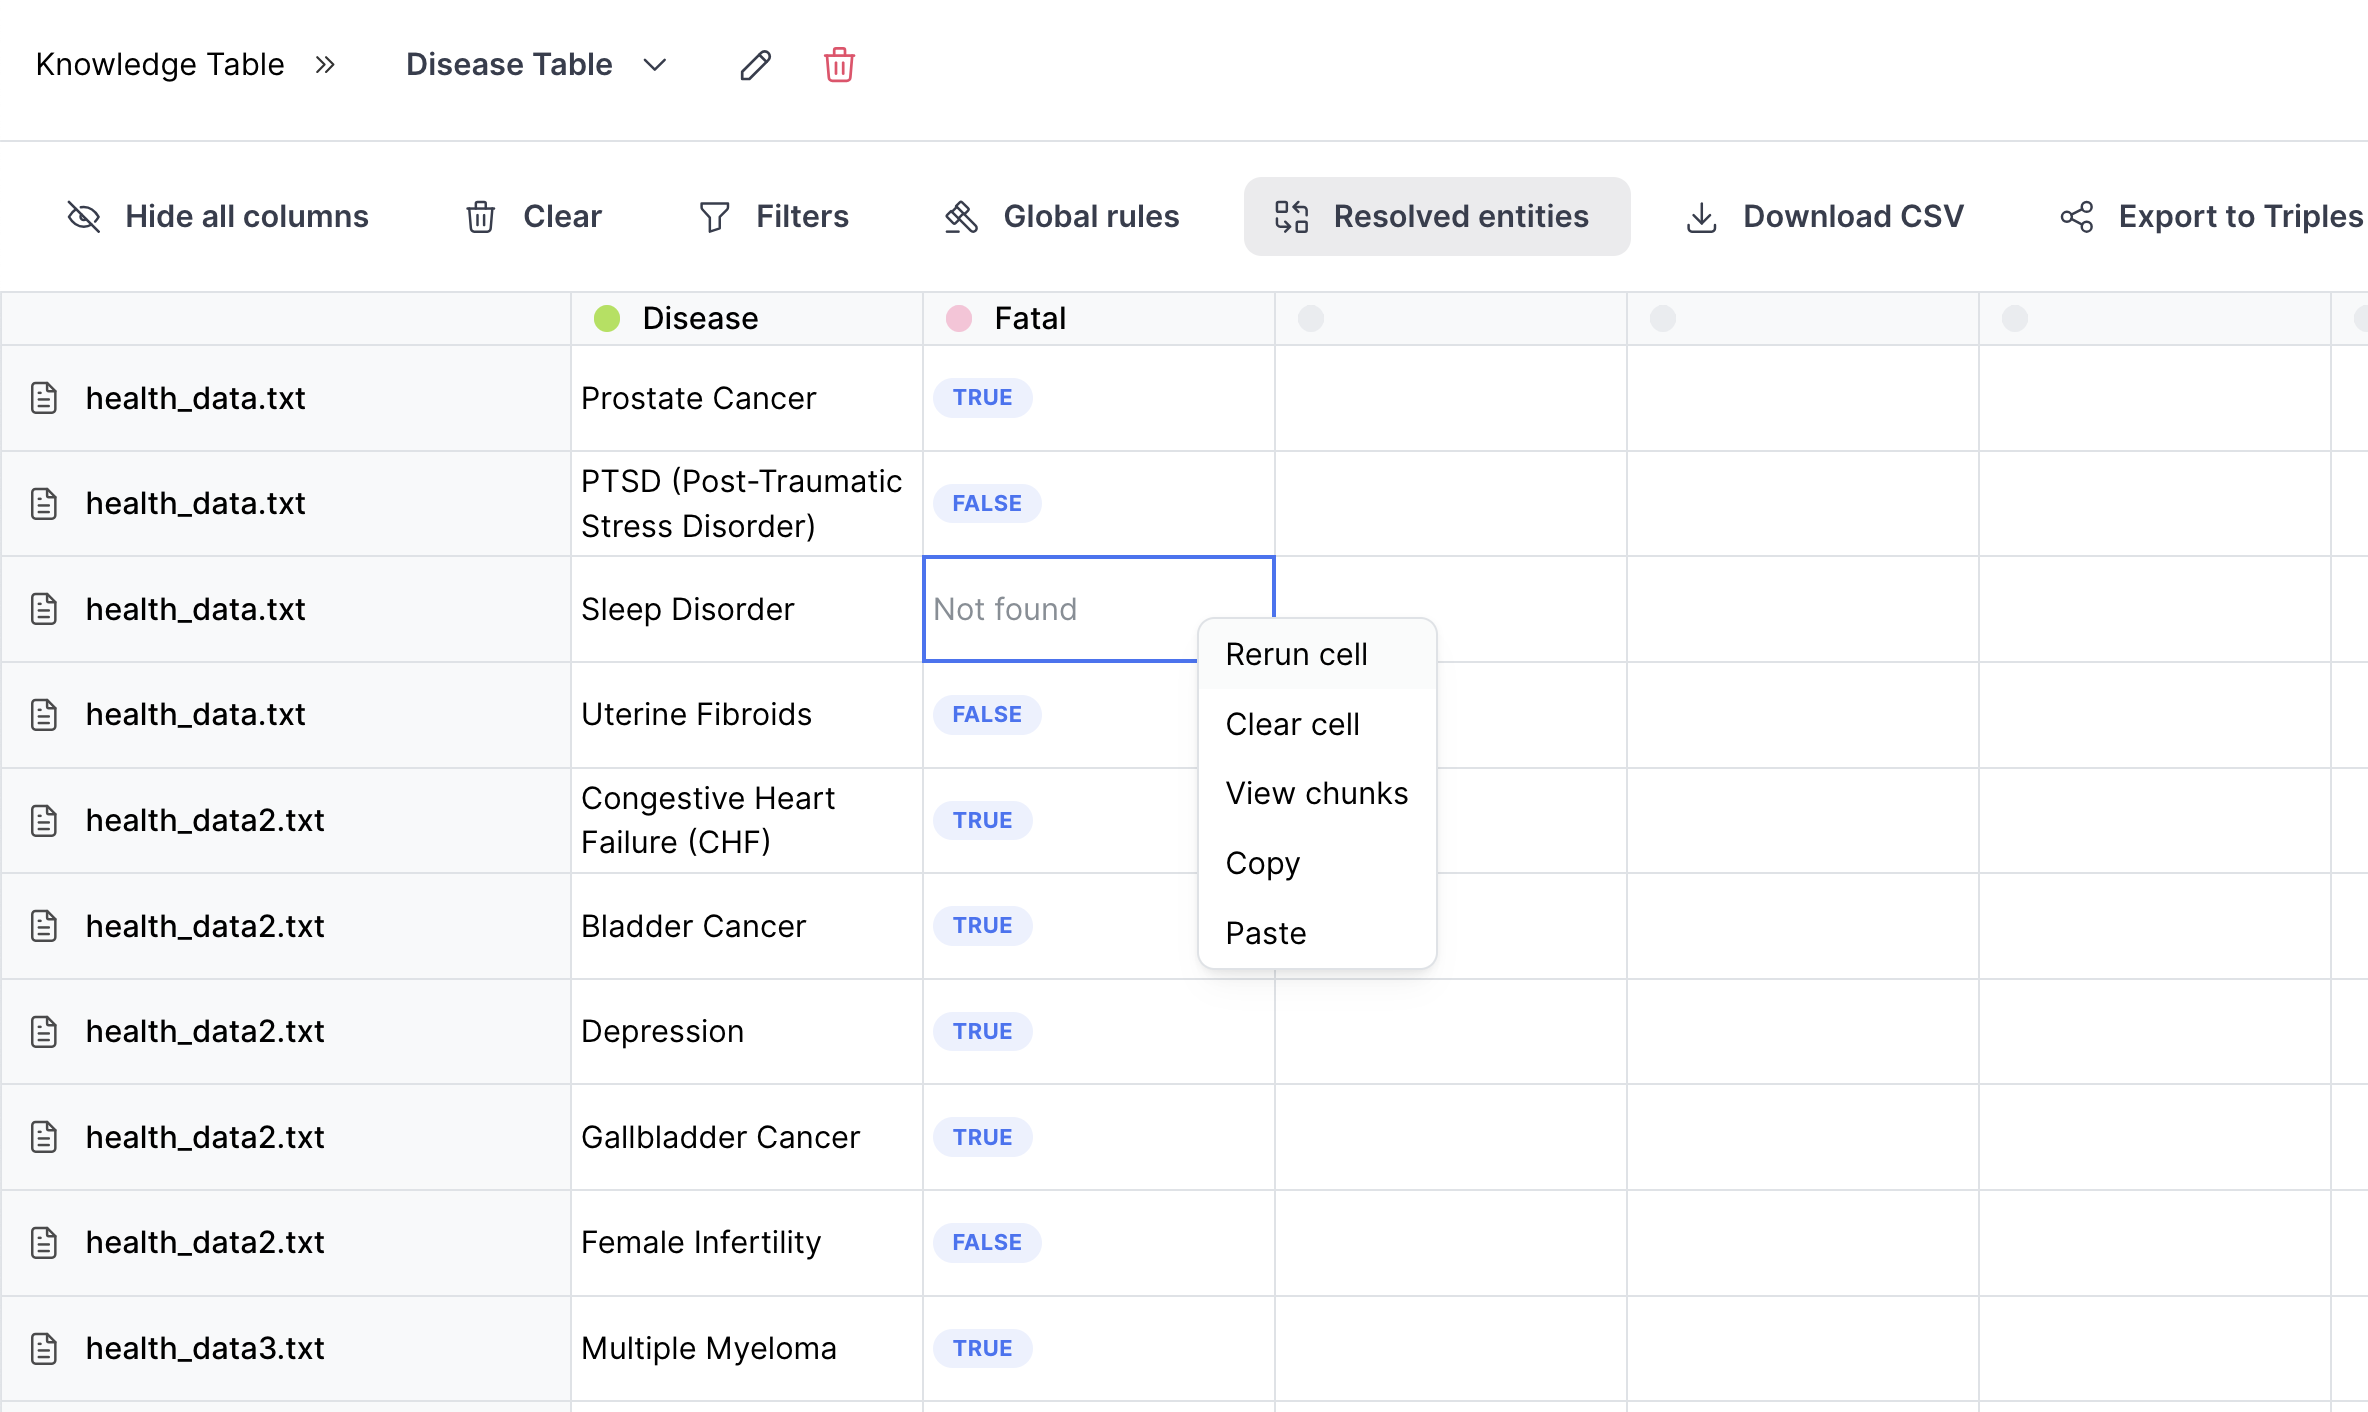 Knowledge Table » Disease Table
Hide all columns Clear Filters Global rules Resolved entities Download CSV Export to Triples
Disease Fatal
health_data.txt Prostate Cancer TRUE
health_data.txt PTSD (Post-Traumatic
Stress Disorder) FALSE
health_data.txt Sleep Disorder Not found
Rerun cell
Clear cell
View chunks
Copy
Paste
health_data.txt Uterine Fibroids FALSE
health_data2.txt Congestive Heart
Failure (CHF) TRUE
health_data2.txt Bladder Cancer TRUE
health_data2.txt Depression TRUE
health_data2.txt Gallbladder Cancer TRUE
health_data2.txt Female Infertility FALSE
health_data3.txt Multiple Myeloma TRUE